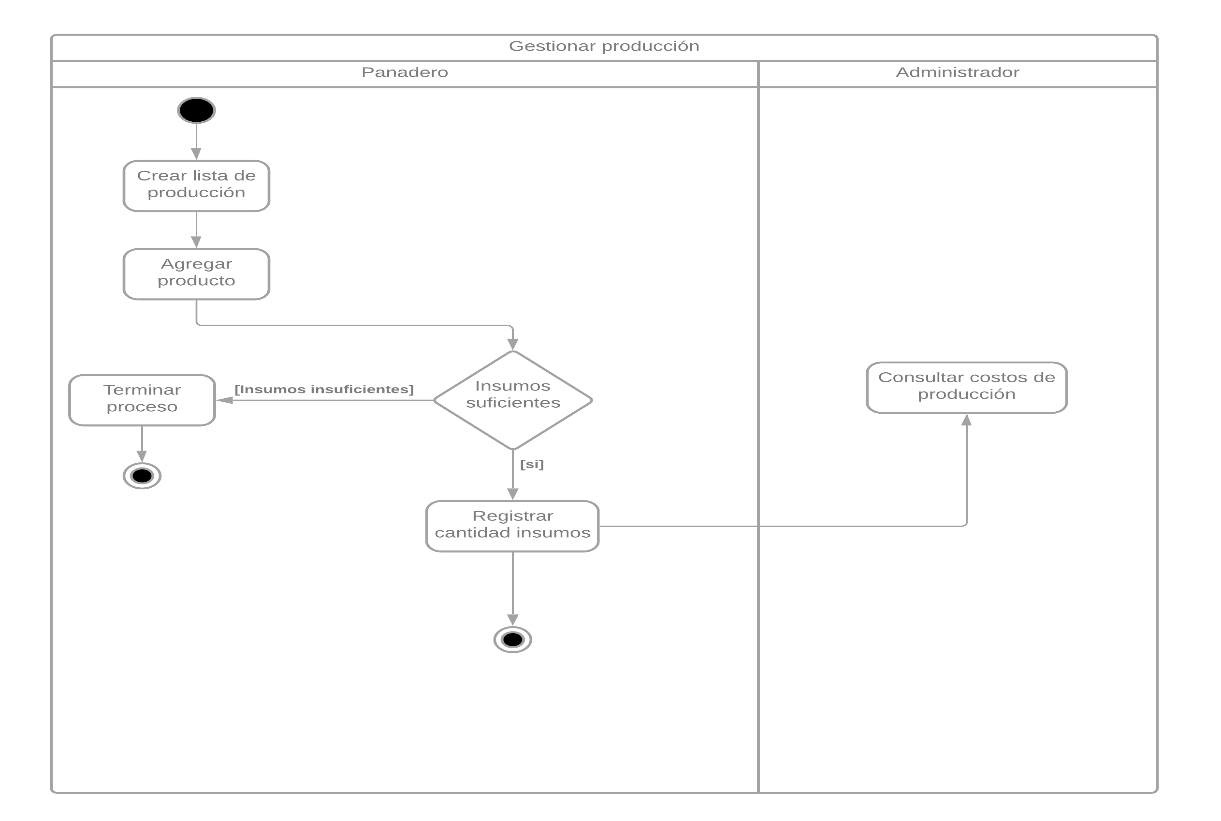 Gestionar producción
Panadero
Administrador
Crear lista de
producción
Agregar
producto
Terminar
proceso
[Insumos insuficientes]
Insumos
suficientes
Consultar costos de
producción
[si]
Registrar
cantidad insumos